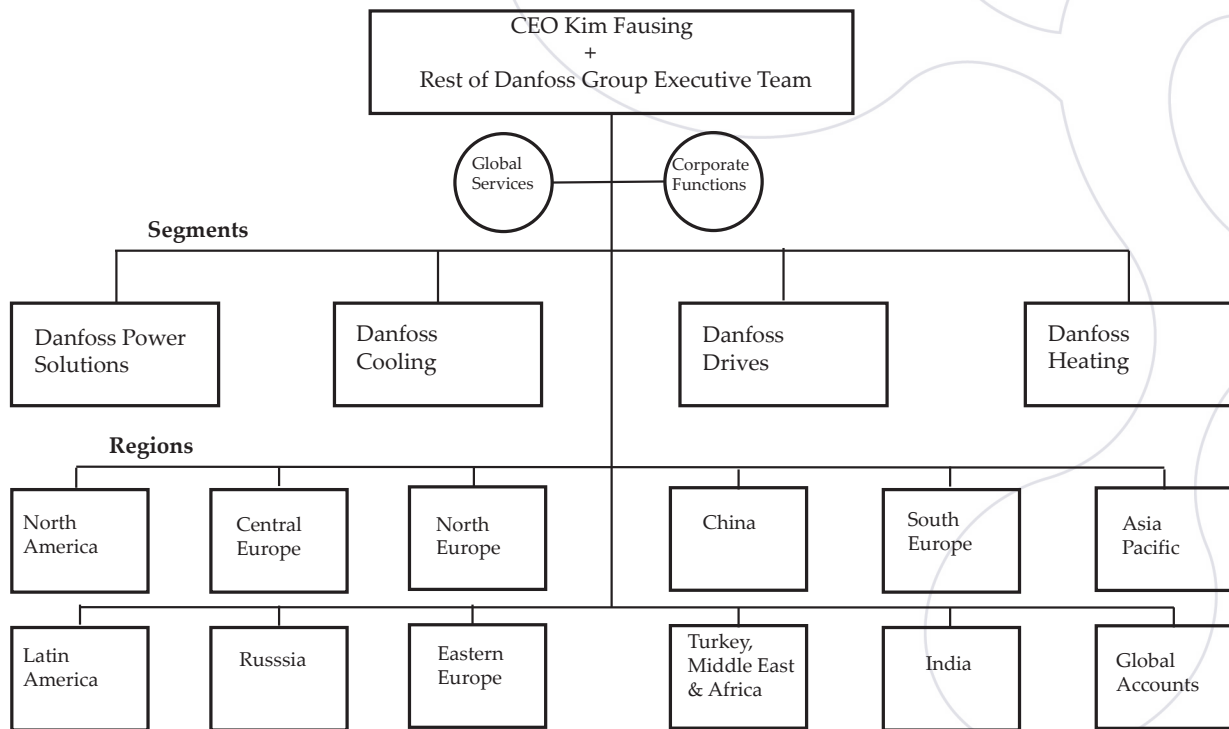 CEO Kim Fausing
+
Rest of Danfoss Group Executive Team
Global
Services
Corporate
Functions
Segments
Danfoss Power
Solutions
Danfoss
Cooling
Danfoss
Drives
Danfoss
Heating
Regions
North
America
Central
Europe
North
Europe
China
South
Europe
Asia
Pacific
Latin
America
Russsia
Eastern
Europe
Turkey,
Middle East
& Africa
India
Global
Accounts